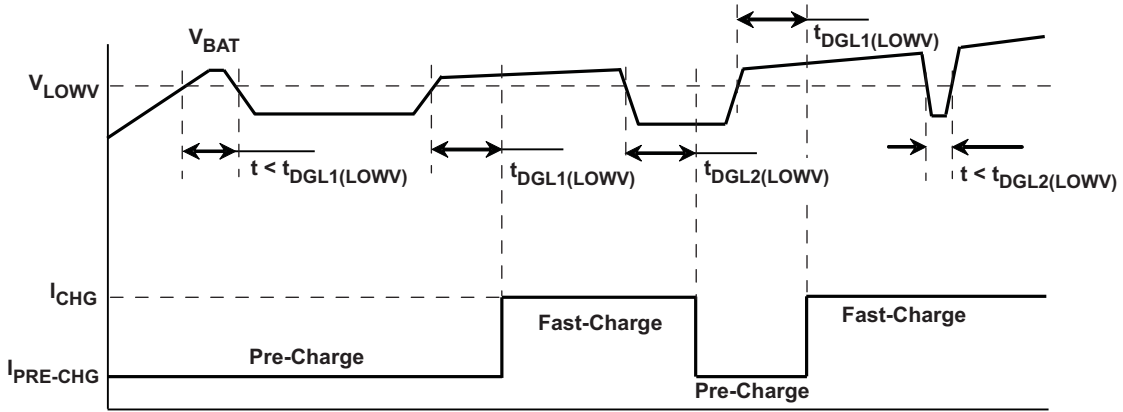 t_DGL1(LOWV)
V_BAT
V_LOWV
t < t_DGL1(LOWV)
t_DGL1(LOWV)
t_DGL2(LOWV)
t < t_DGL2(LOWV)
I_CHG
Fast-Charge
Fast-Charge
Pre-Charge
I_PRE-CHG
Pre-Charge